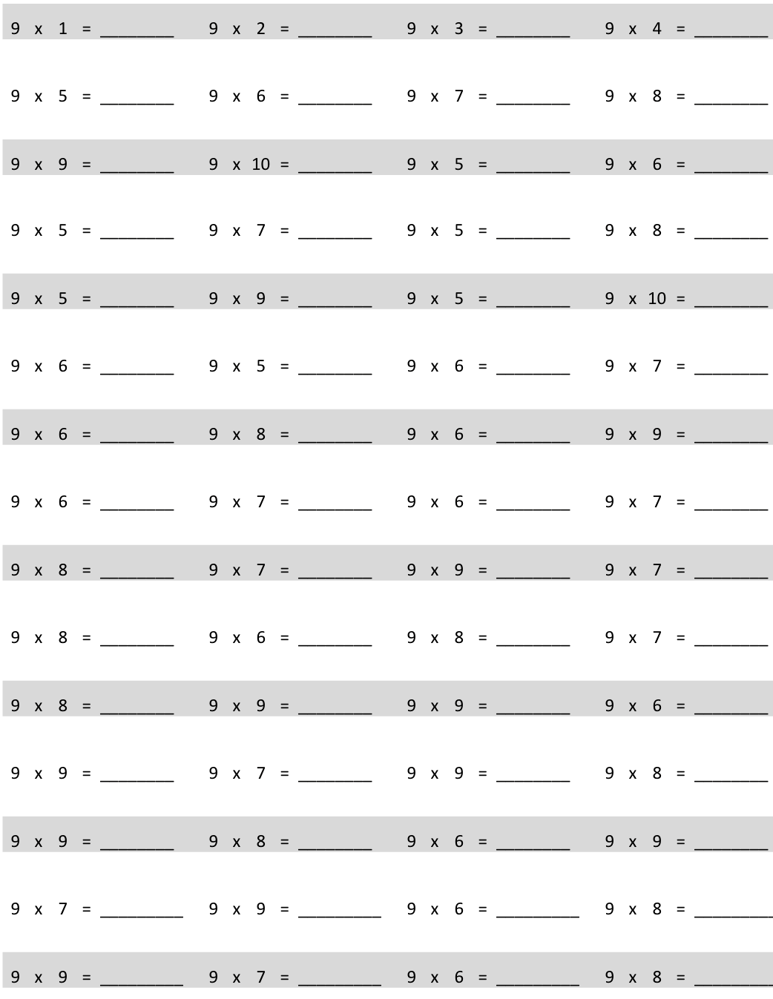 9 x 1 = ________ 9 x 2 = ________ 9 x 3 = ________ 9 x 4 = ________
9 x 5 = ________ 9 x 6 = ________ 9 x 7 = ________ 9 x 8 = ________
9 x 9 = ________ 9 x 10 = ________ 9 x 5 = ________ 9 x 6 = ________
9 x 5 = ________ 9 x 7 = ________ 9 x 5 = ________ 9 x 8 = ________
9 x 5 = ________ 9 x 9 = ________ 9 x 5 = ________ 9 x 10 = ________
9 x 6 = ________ 9 x 5 = ________ 9 x 6 = ________ 9 x 7 = ________
9 x 6 = ________ 9 x 8 = ________ 9 x 6 = ________ 9 x 9 = ________
9 x 6 = ________ 9 x 7 = ________ 9 x 6 = ________ 9 x 7 = ________
9 x 8 = ________ 9 x 7 = ________ 9 x 9 = ________ 9 x 7 = ________
9 x 8 = ________ 9 x 6 = ________ 9 x 8 = ________ 9 x 7 = ________
9 x 8 = ________ 9 x 9 = ________ 9 x 9 = ________ 9 x 6 = ________
9 x 9 = ________ 9 x 7 = ________ 9 x 9 = ________ 9 x 8 = ________
9 x 9 = ________ 9 x 8 = ________ 9 x 6 = ________ 9 x 9 = ________
9 x 7 = _________ 9 x 9 = _________ 9 x 6 = _________ 9 x 8 = _________
9 x 9 = _________ 9 x 7 = _________ 9 x 6 = _________ 9 x 8 = _________